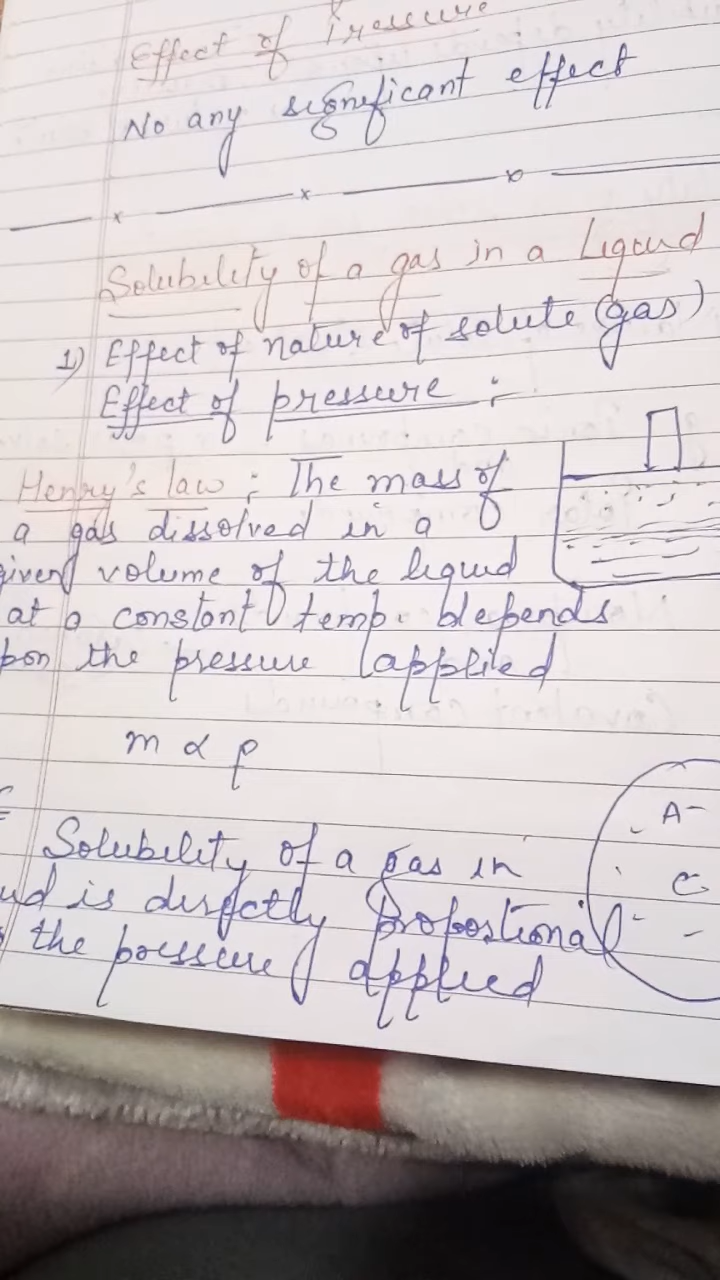 Effect of Pressure
No any significant effect
Solubility of a gas in a Liquid
1) Effect of nature of solute (gas)
Effect of pressure :
Henry's law : The mass of
a gas dissolved in a
given volume of the liquid
at a constant temp. depends
pon the pressure applied
m ∝ p
Solubility of a gas in
ud is directly proportional
the pressure applied
A-